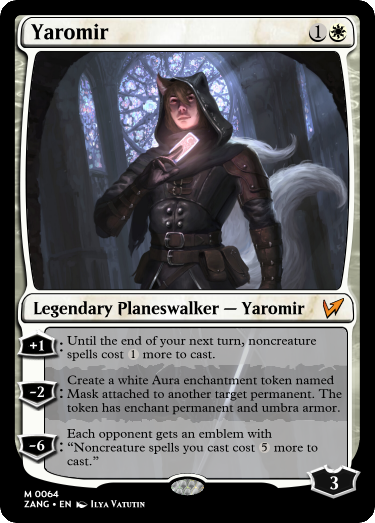 Yaromir 1
Legendary Planeswalker — Yaromir
+1: Until the end of your next turn, noncreature
spells cost 1 more to cast.
-2: Create a white Aura enchantment token named
Mask attached to another target permanent. The
token has enchant permanent and umbra armor.
-6: Each opponent gets an emblem with
“Noncreature spells you cast cost 5 more to
cast.”
3
M 0064
ZANG • EN Ilya Vatutin